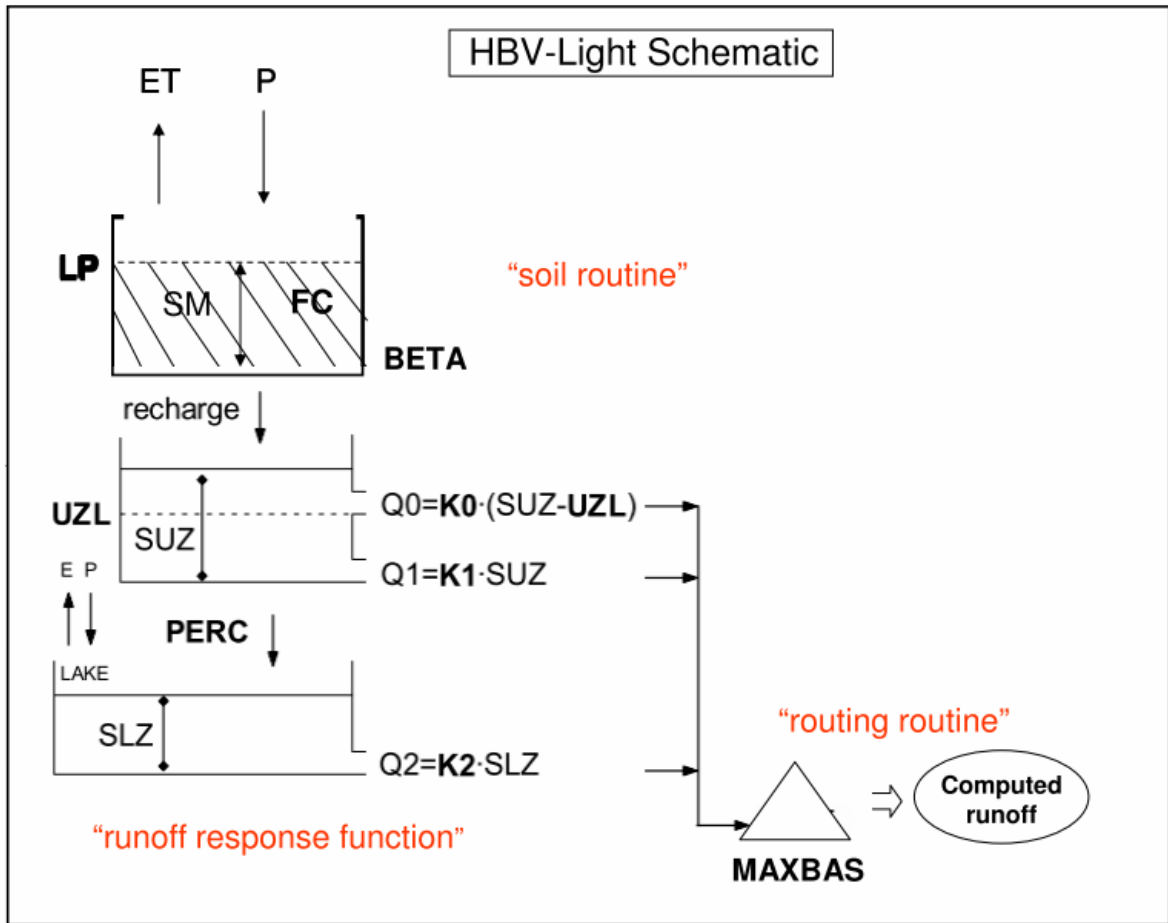 HBV-Light Schematic
ET P
LP
SM FC
“soil routine”
BETA
recharge
UZL
SUZ
Q0=K0·(SUZ-UZL)
E P
Q1=K1·SUZ
PERC
LAKE
SLZ
Q2=K2·SLZ
“routing routine”
Computed
runoff
“runoff response function”
MAXBAS